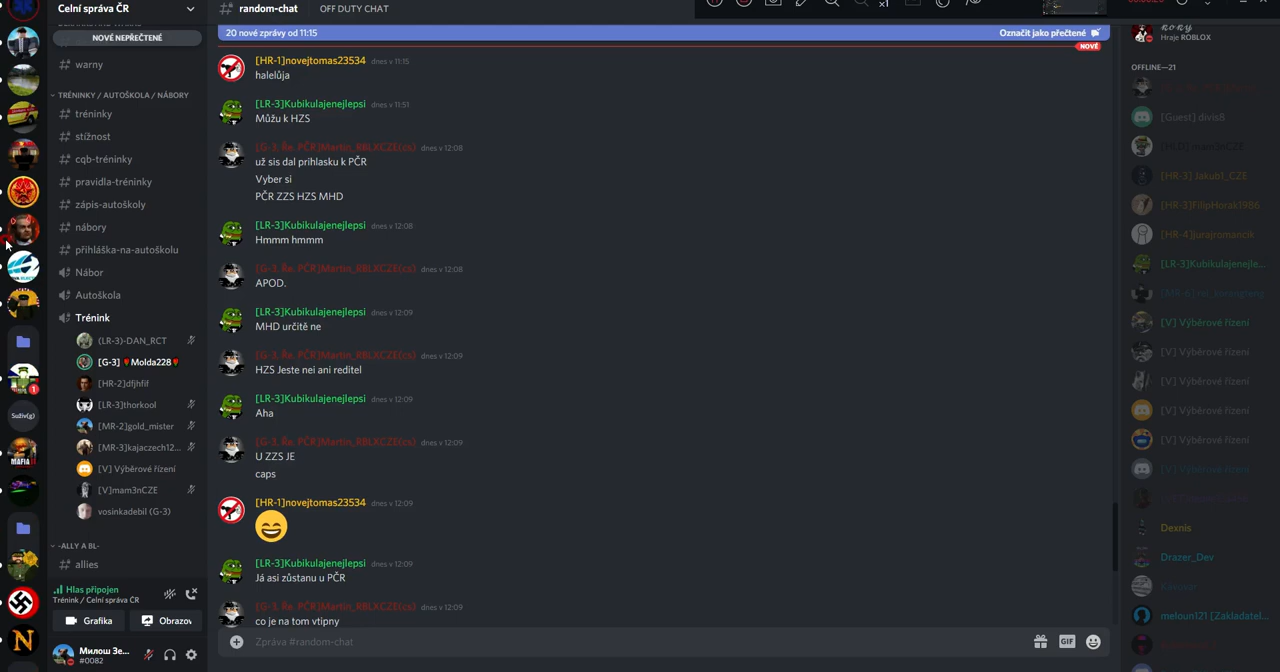 Celní správa ČR
NOVÉ NEPŘEČTENÉ
warny
TRÉNINKY / AUTOŠKOLA / NÁBORY
tréninky
stížnost
cqb-tréninky
pravidla-tréninky
zápis-autoškoly
nábory
přihláška-na-autoškolu
Nábor
Autoškola
Trénink
(LR-3)-DAN_RCT
[G-3] Molda228
[HR-2]dfjhfif
[LR-3]thorkool
[MR-2]gold_mister
[MR-3]kajaczech12...
[V] Výběrové řízení
[V]mam3nCZE
vosinkadebil (G-3)
-ALLY A BL-
allies
Hlas připojen
Trénink / Celní správa ČR
Grafika
Obrazov
Милош Зе...
#0082
Suživ(g)
MAFIA
1
N
random-chat
OFF DUTY CHAT
20 nové zprávy od 11:15
Označit jako přečtené
NOVÉ
[HR-1]novejtomas23534 dnes v 11:15
halelůja
[LR-3]Kubikulajenejlepsi dnes v 11:51
Můžu k HZS
[G-3, Ře. PČR]Martin_RBLXCZE(cs) dnes v 12:08
už sis dal prihlasku k PČR
Vyber si
PČR ZZS HZS MHD
[LR-3]Kubikulajenejlepsi dnes v 12:08
Hmmm hmmm
[G-3, Ře. PČR]Martin_RBLXCZE(cs) dnes v 12:08
APOD.
[LR-3]Kubikulajenejlepsi dnes v 12:09
MHD určitě ne
[G-3, Ře. PČR]Martin_RBLXCZE(cs) dnes v 12:09
HZS Jeste nei ani reditel
[LR-3]Kubikulajenejlepsi dnes v 12:09
Aha
[G-3, Ře. PČR]Martin_RBLXCZE(cs) dnes v 12:09
U ZZS JE
caps
[HR-1]novejtomas23534 dnes v 12:09
[LR-3]Kubikulajenejlepsi dnes v 12:09
Já asi zůstanu u PČR
[G-3, Ře. PČR]Martin_RBLXCZE(cs) dnes v 12:09
co je na tom vtipny
Zpráva #random-chat
GIF
Hraje ROBLOX
OFFLINE—21
[Guest] divis8
[HR-3] Jakub1_CZE
[HR-3]FilipHorak1986
[HR-4]jurajromancik
[LR-3]Kubikulajenejle...
[V] Výběrové řízení
[V] Výběrové řízení
[V] Výběrové řízení
[V] Výběrové řízení
[V] Výběrové řízení
[V] Výběrové řízení
Dexnis
Drazer_Dev
meloun121 [Zakladatel...